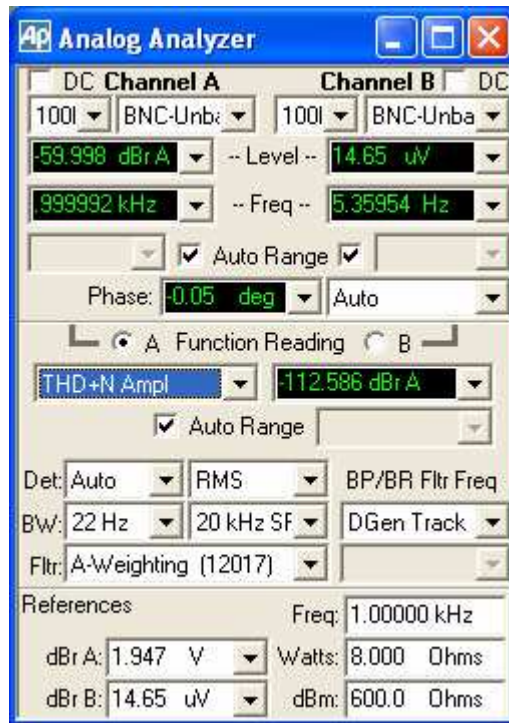 Ap Analog Analyzer
DC Channel A Channel B DC
100l BNC-Unba 100l BNC-Unba
-59.998 dBr A -- Level -- 14.65 uV
.999992 kHz -- Freq -- 5.35954 Hz
Auto Range
Phase: -0.05 deg Auto
A Function Reading B
THD+N Ampl -112.586 dBr A
Auto Range
Det: Auto RMS BP/BR Fltr Freq
BW: 22 Hz 20 kHz SF DGen Track
Fltr: A-Weighting (12017)
References Freq: 1.00000 kHz
dBr A: 1.947 V Watts: 8.000 Ohms
dBr B: 14.65 uV dBm: 600.0 Ohms